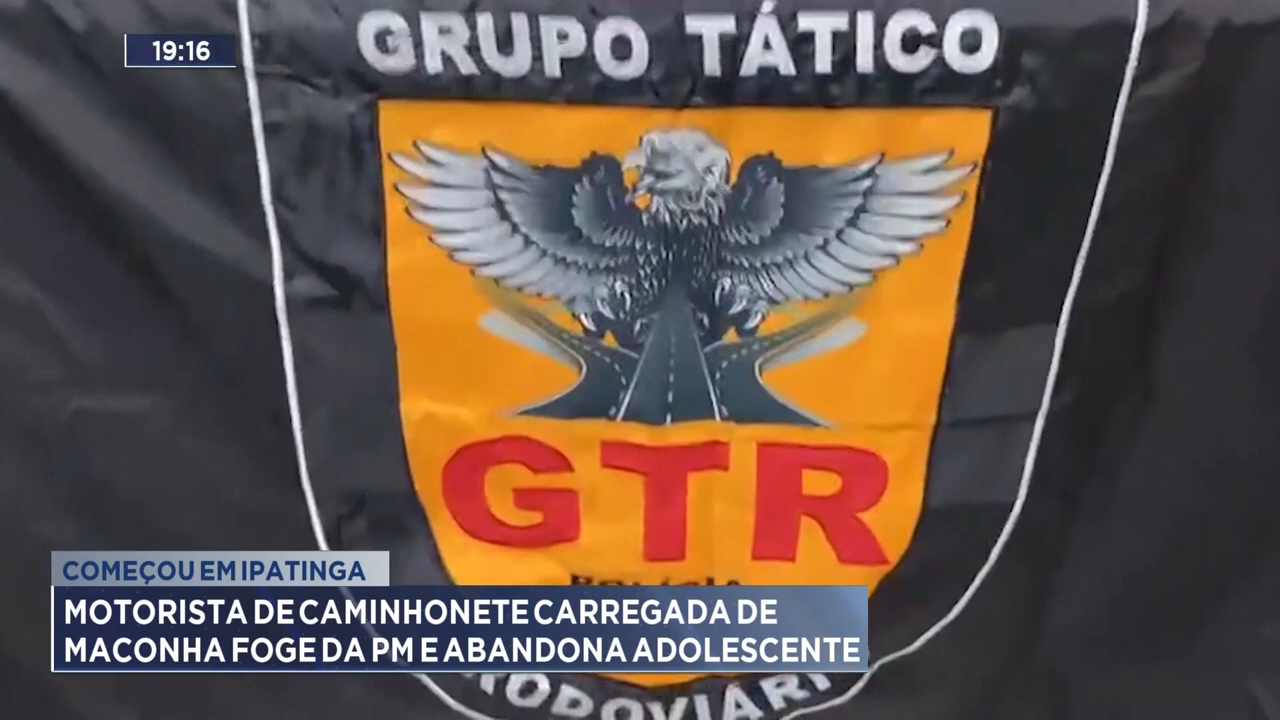 19:16
GRUPO TÁTICO
GTR
COMEÇOU EM IPATINGA
MOTORISTA DE CAMINHONETE CARREGADA DE
MACONHA FOGE DA PM E ABANDONA ADOLESCENTE